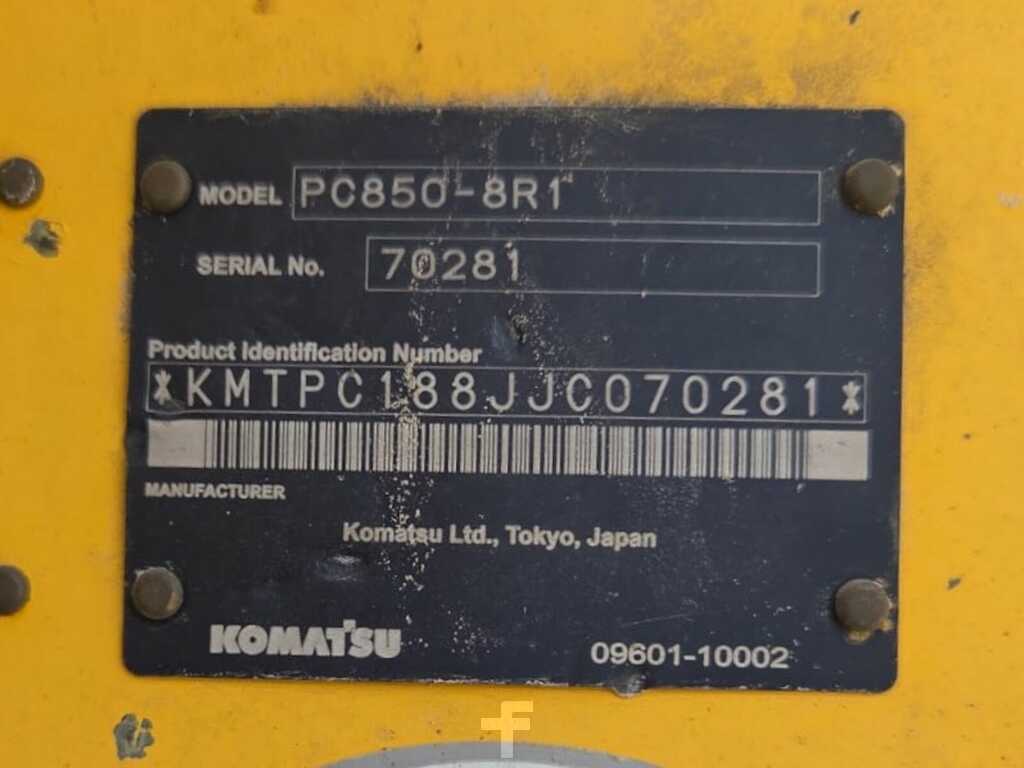 MODEL PC850-8R1
SERIAL No. 70281
Product Identification Number
*KMTPC188JJC070281*
MANUFACTURER
Komatsu Ltd., Tokyo, Japan
KOMATSU 09601-10002